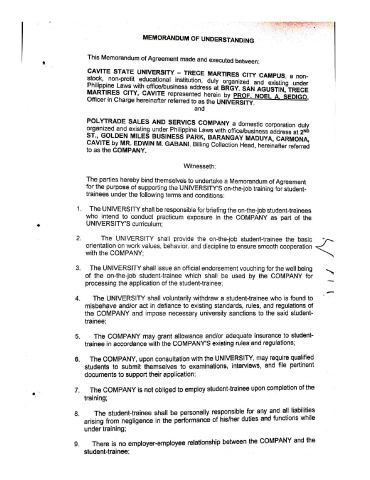 MEMORANDUM OF UNDERSTANDING
This Memorandum of Agreement made and executed between:
CAVITE STATE UNIVERSITY – TRECE MARTIRES CITY CAMPUS, a non-
stock, non-profit educational institution, duly organized and existing under
Philippine Laws with office/business address at BRGY. SAN AGUSTIN, TRECE
MARTIRES CITY, CAVITE represented herein by PROF. NOEL A. SEDIGO,
Officer in Charge hereinafter referred to as the UNIVERSITY.
and
POLYTRADE SALES AND SERVICS COMPANY a domestic corporation duly
organized and existing under Philippine Laws with office/business address at 2ND
ST., GOLDEN MILES BUSINESS PARK, BARANGAY MADUYA, CARMONA,
CAVITE by MR. EDWIN M. GABANI, Billing Collection Head, hereinafter referred
to as the COMPANY.
Witnesseth:
The parties hereby bind themselves to undertake a Memorandum of Agreement
for the purpose of supporting the UNIVERSITY'S on-the-job training for student-
trainees under the following terms and conditions:
1. The UNIVERSITY shall be responsible for briefing the on-the-job student-trainees
who intend to conduct practicum exposure in the COMPANY as part of the
UNIVERSITY'S curriculum;
2. The UNIVERSITY shall provide the on-the-job student-trainee the basic
orientation on work values, behavior, and discipline to ensure smooth cooperation
with the COMPANY;
3. The UNIVERSITY shall issue an official endorsement vouching for the well being
of the on-the-job student-trainee which shall be used by the COMPANY for
processing the application of the student-trainee;
4. The UNIVERSITY shall voluntarily withdraw a student-trainee who is found to
misbehave and/or act in defiance to existing standards, rules, and regulations of
the COMPANY and impose necessary university sanctions to the said student-
trainee;
5. The COMPANY may grant allowance and/or adequate insurance to student-
trainee in accordance with the COMPANY'S existing rules and regulations;
6. The COMPANY, upon consultation with the UNIVERSITY, may require qualified
students to submit themselves to examinations, interviews, and file pertinent
documents to support their application;
7. The COMPANY is not obliged to employ student-trainee upon completion of the
training;
8. The student-trainee shall be personally responsible for any and all liabilities
arising from negligence in the performance of his/her duties and functions while
under training;
9. There is no employer-employee relationship between the COMPANY and the
student-trainee;